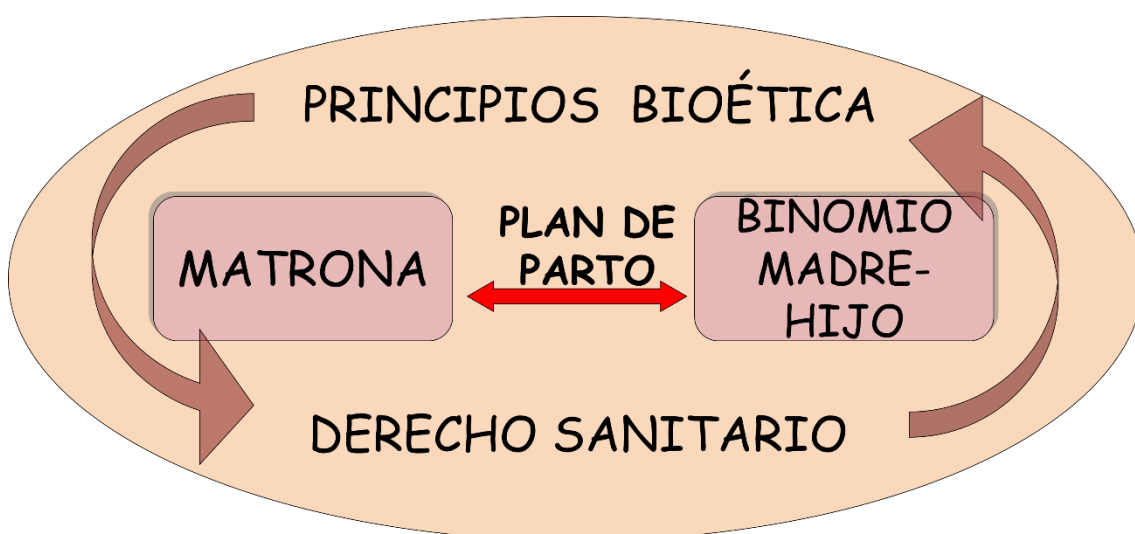 PRINCIPIOS BIOÉTICA
MATRONA
PLAN DE
PARTO
BINOMIO
MADRE-
HIJO
DERECHO SANITARIO